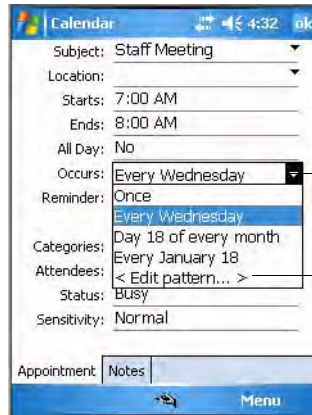 Calendar 4:32 ok
Subject: Staff Meeting
Location:
Starts: 7:00 AM
Ends: 8:00 AM
All Day: No
Occurs: Every Wednesday
Reminder: Once
Every Wednesday
Day 18 of every month
Categories: Every January 18
Attendees: < Edit pattern... >
Status: Busy
Sensitivity: Normal
Appointment Notes
Menu